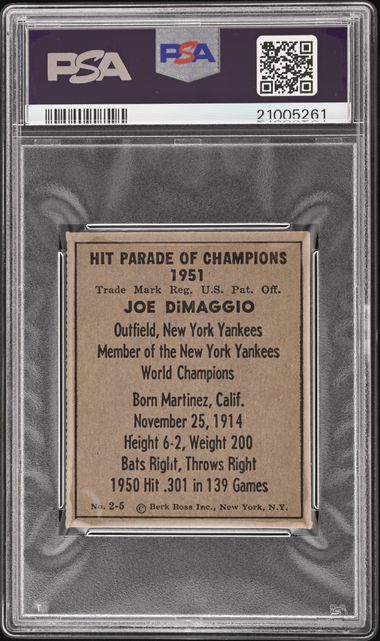 PSA
PSA
21005261
HIT PARADE OF CHAMPIONS
1951
Trade Mark Reg. U.S. Pat. Off.
JOE DiMAGGIO
Outfield, New York Yankees
Member of the New York Yankees
World Champions
Born Martinez, Calif.
November 25, 1914
Height 6-2, Weight 200
Bats Right, Throws Right
1950 Hit .301 in 139 Games
No. 2-5 © Berk Ross Inc., New York, N.Y.